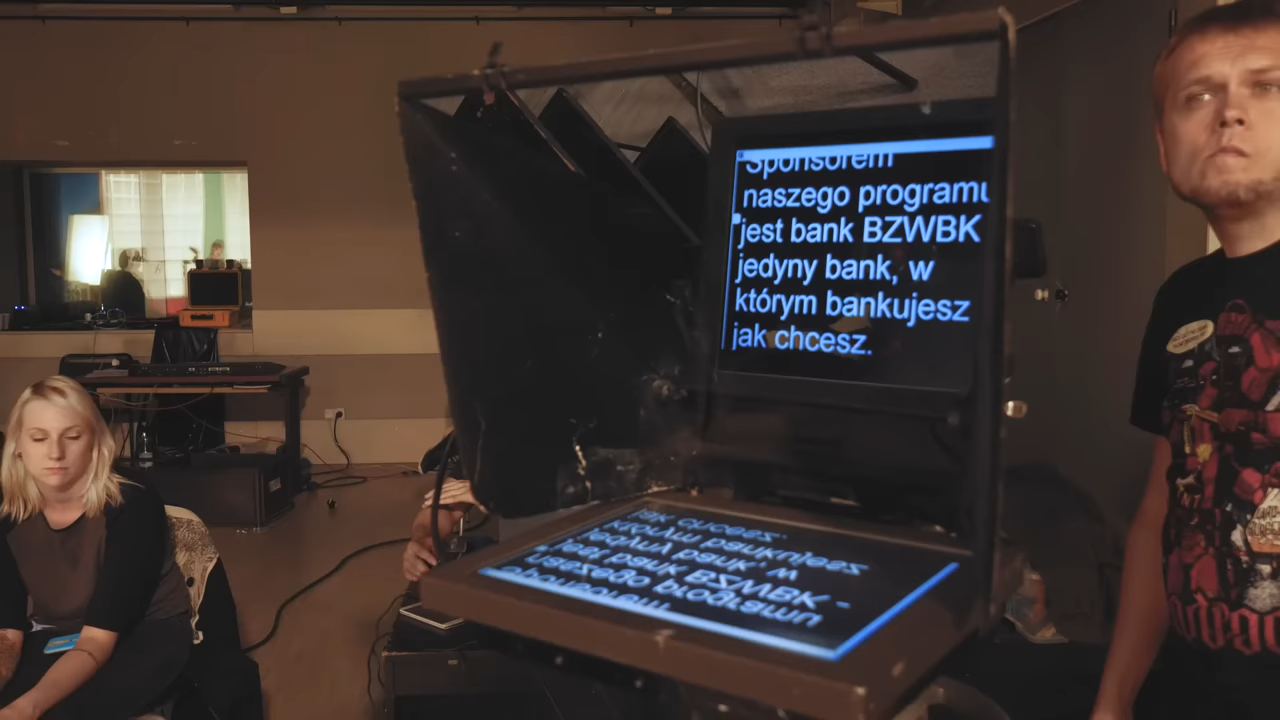 Sponsorem
naszego programu
jest bank BZWBK
jedyny bank, w
którym bankujesz
jak chcesz.